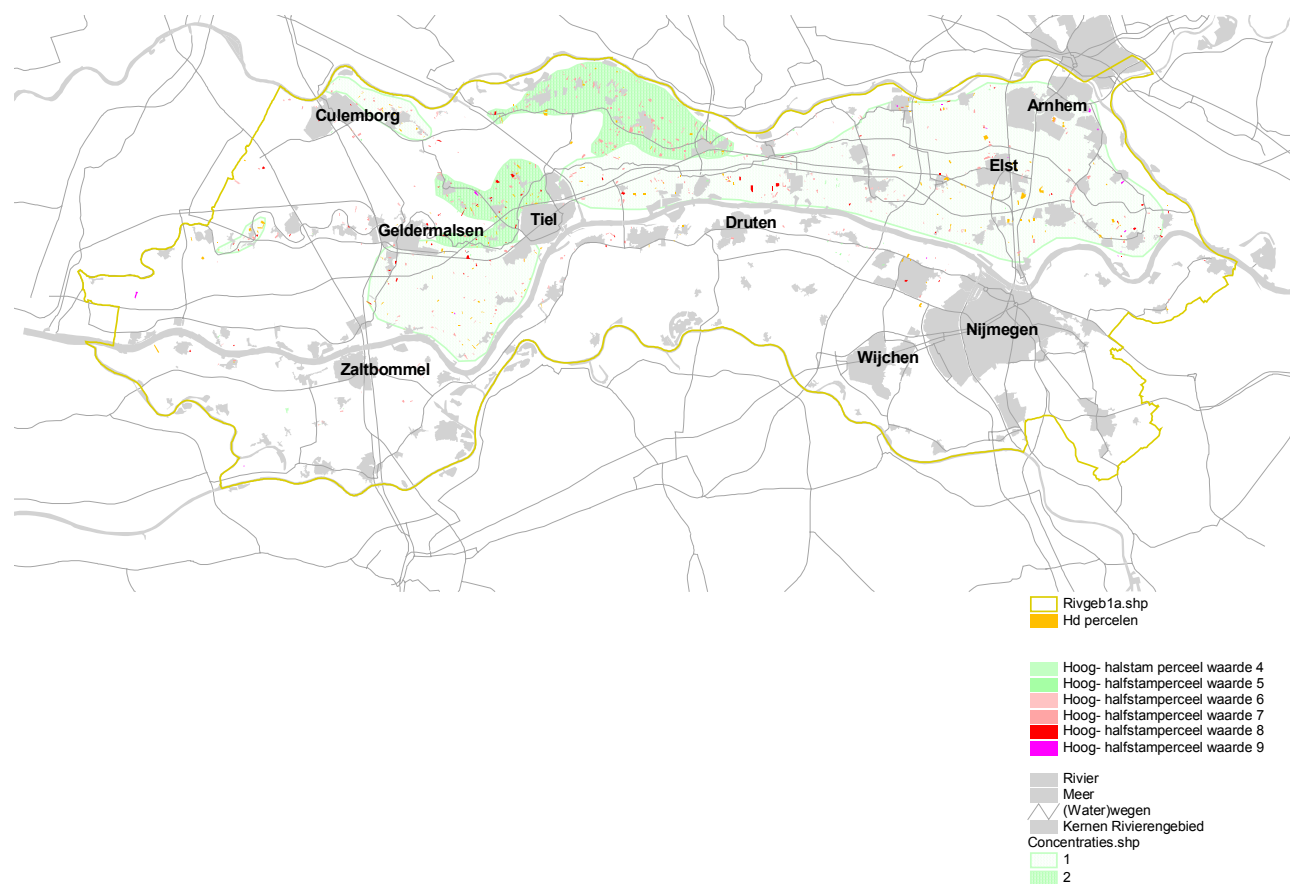 Arnhem
Culemborg
Elst
Tiel
Druten
Geldermalsen
Nijmegen
Wijchen
Zaltbommel
Rivgeb1a.shp
Hd percelen
Hoog- halstam perceel waarde 4
Hoog- halfstamperceel waarde 5
Hoog- halfstamperceel waarde 6
Hoog- halfstamperceel waarde 7
Hoog- halfstamperceel waarde 8
Hoog- halfstamperceel waarde 9
Rivier
Meer
(Water)wegen
Kernen Rivierengebied
Concentraties.shp
1
2